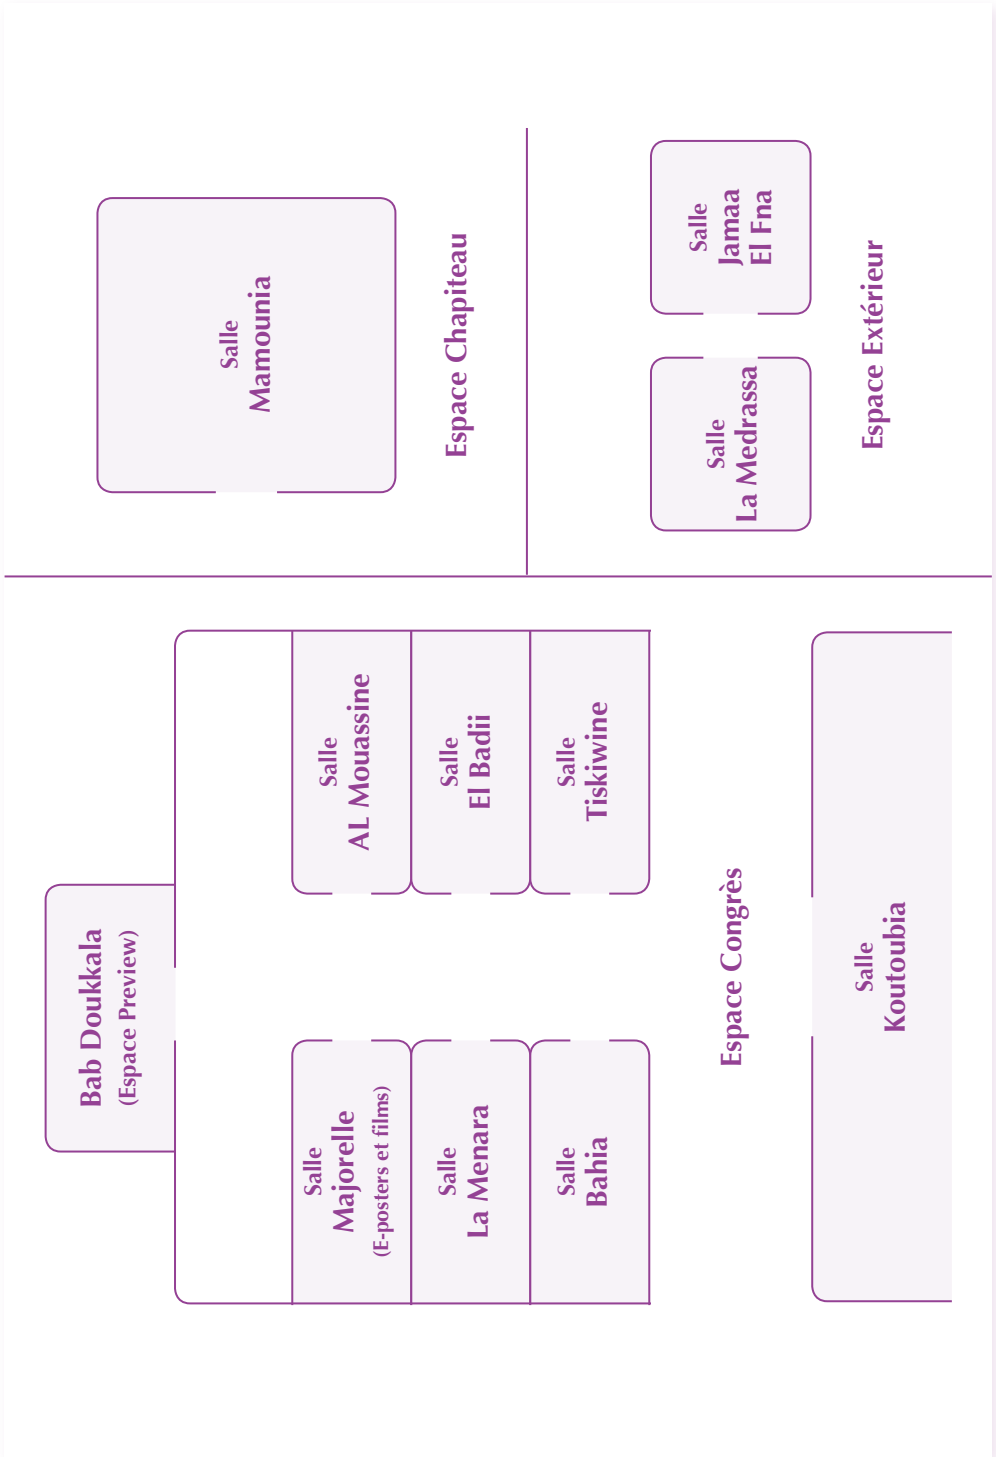 Salle
Mamounia
Espace Chapiteau
Salle
Jamaa
El Fna
Salle
La Medrassa
Espace Extérieur
Bab Doukkala
(Espace Preview)
Salle
AL Mouassine
Salle
El Badii
Salle
Tiskiwine
Salle
Majorelle
(E-posters et films)
Salle
La Menara
Salle
Bahia
Espace Congrès
Salle
Koutoubia